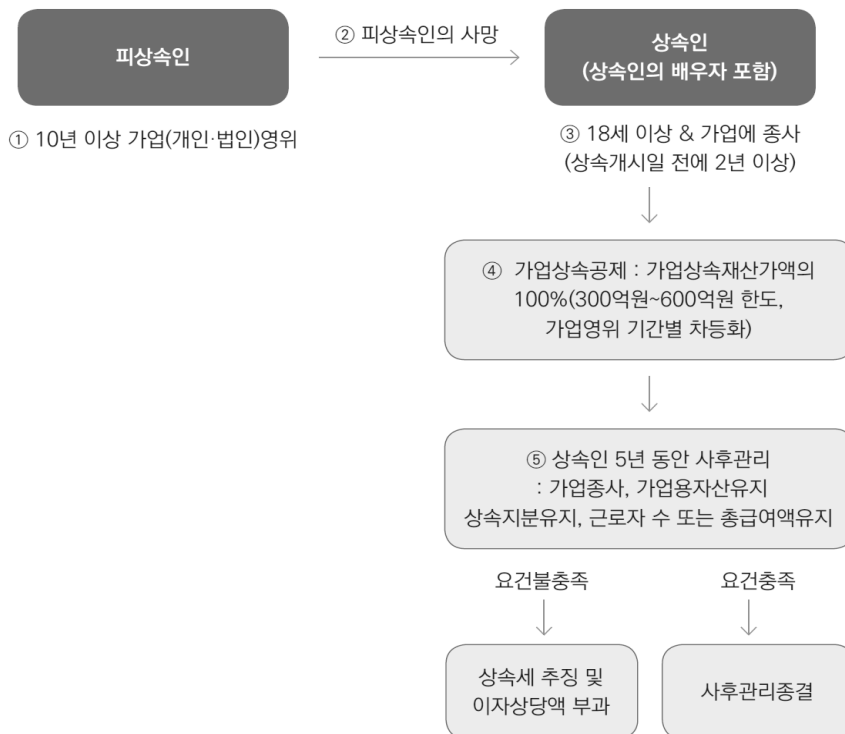 피상속인
② 피상속인의 사망
상속인
(상속인의 배우자 포함)
① 10년 이상 가업(개인·법인)영위
③ 18세 이상 & 가업에 종사
(상속개시일 전에 2년 이상)
④ 가업상속공제 : 가업상속재산가액의
100%(300억원~600억원 한도,
가업영위 기간별 차등화)
⑤ 상속인 5년 동안 사후관리
: 가업종사, 가업용자산유지
상속지분유지, 근로자 수 또는 총급여액유지
요건불충족
요건충족
상속세 추징 및
이자상당액 부과
사후관리종결